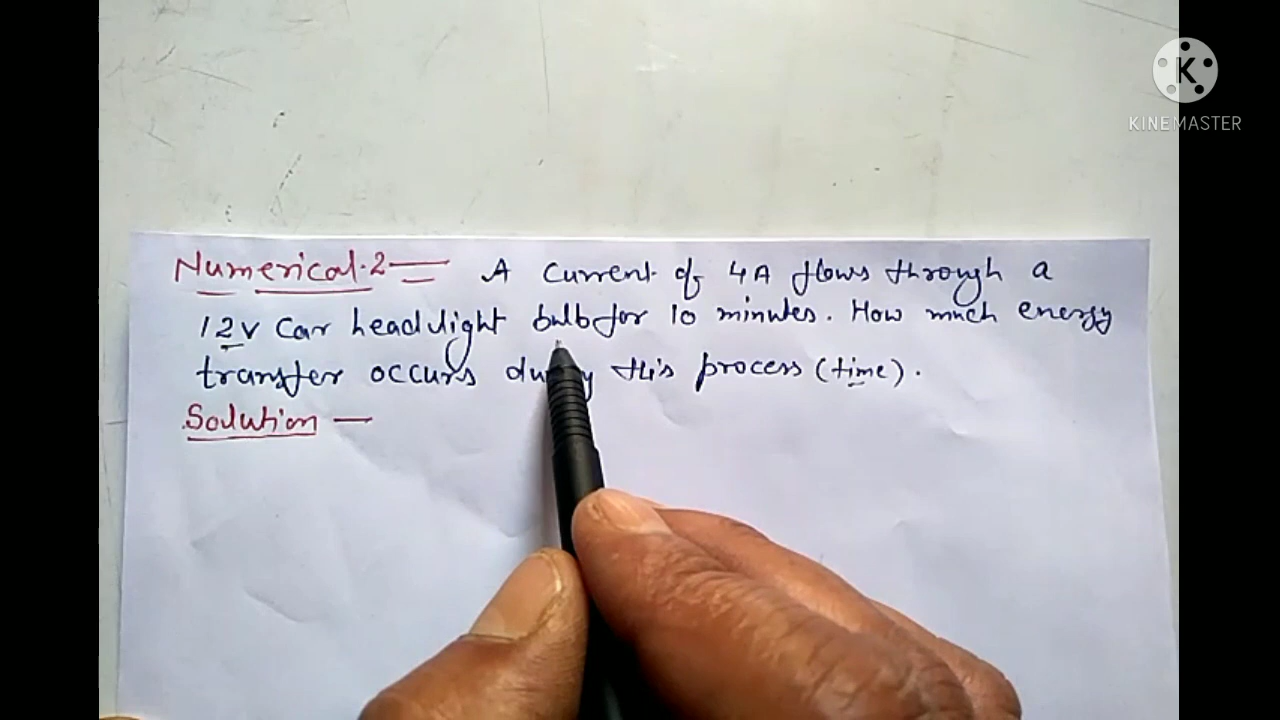 KINEMASTER
Numerical.2 — A Current of 4A flows through a
12V Car headlight bulb for 10 minutes. How much energy
transfer occurs this process (time).
Solution —